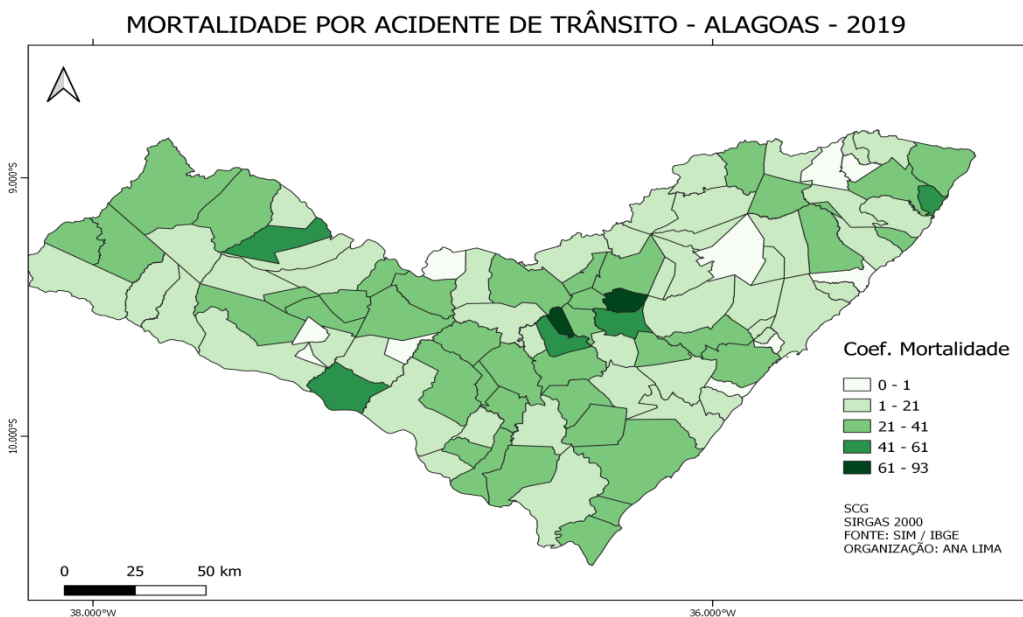 MORTALIDADE POR ACIDENTE DE TRÂNSITO - ALAGOAS - 2019
9.000°S
10.000°S
Coef. Mortalidade
0 - 1
1 - 21
21 - 41
41 - 61
61 - 93
SCG
SIRGAS 2000
FONTE: SIM / IBGE
ORGANIZAÇÃO: ANA LIMA
0 25 50 km
38.000°W 36.000°W